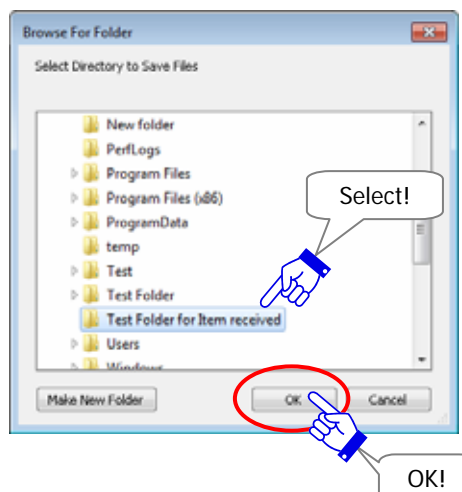 Browse For Folder
Select Directory to Save Files
New folder
PerfLogs
Program Files
Program Files (x86)
Select!
ProgramData
temp
Test
Test Folder
Test Folder for Item received
Users
Windows
Make New Folder
OK
Cancel
OK!